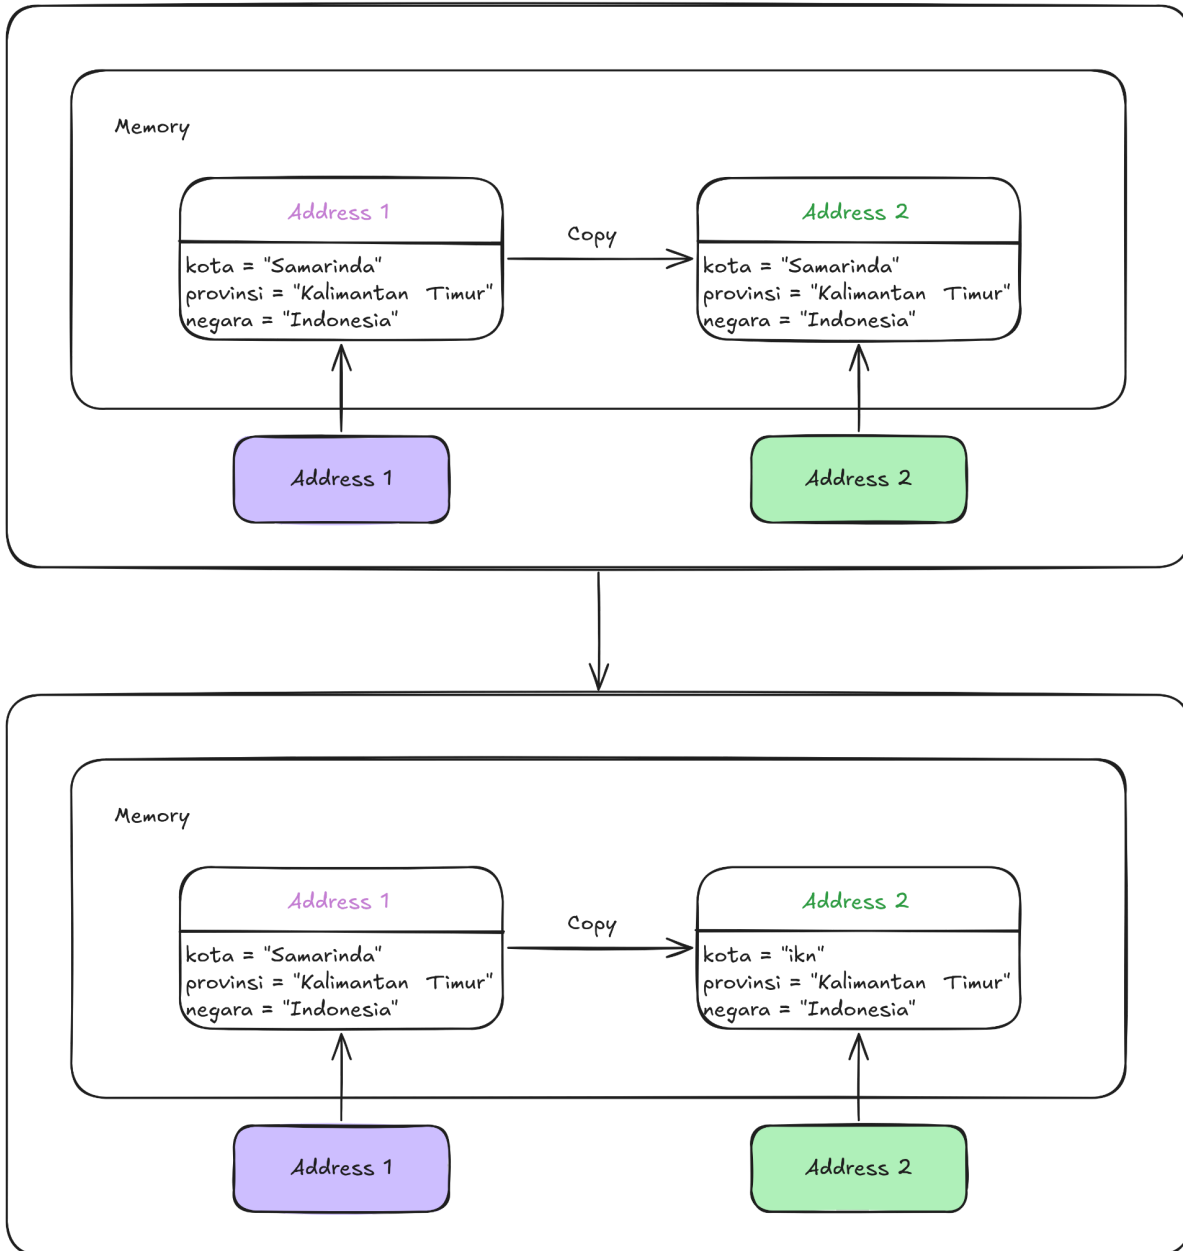 Memory
Address 1
Address 2
Copy
kota = "Samarinda"
provinsi = "Kalimantan Timur"
negara = "Indonesia"
kota = "Samarinda"
provinsi = "Kalimantan Timur"
negara = "Indonesia"
Address 1
Address 2
Memory
Address 1
Address 2
Copy
kota = "Samarinda"
provinsi = "Kalimantan Timur"
negara = "Indonesia"
kota = "ikn"
provinsi = "Kalimantan Timur"
negara = "Indonesia"
Address 1
Address 2